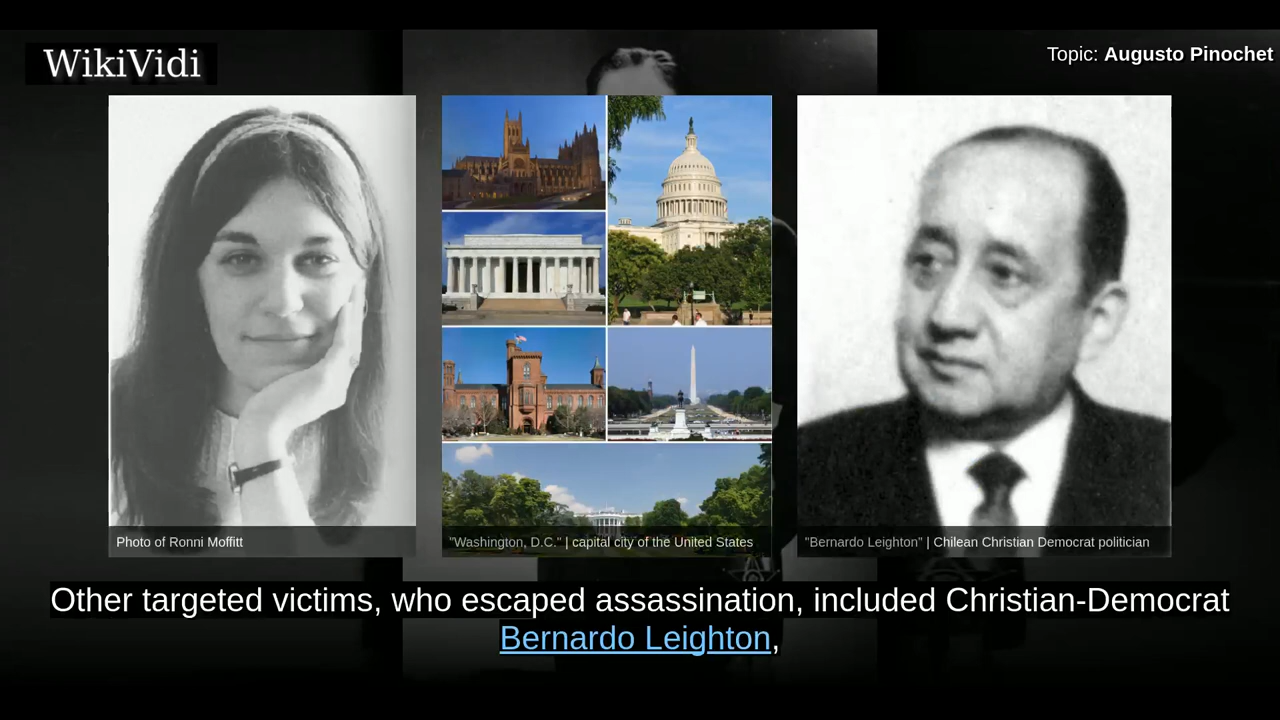 WikiVidi
Topic: Augusto Pinochet
Photo of Ronni Moffitt
"Washington, D.C." | capital city of the United States
"Bernardo Leighton" | Chilean Christian Democrat politician
Other targeted victims, who escaped assassination, included Christian-Democrat
Bernardo Leighton,